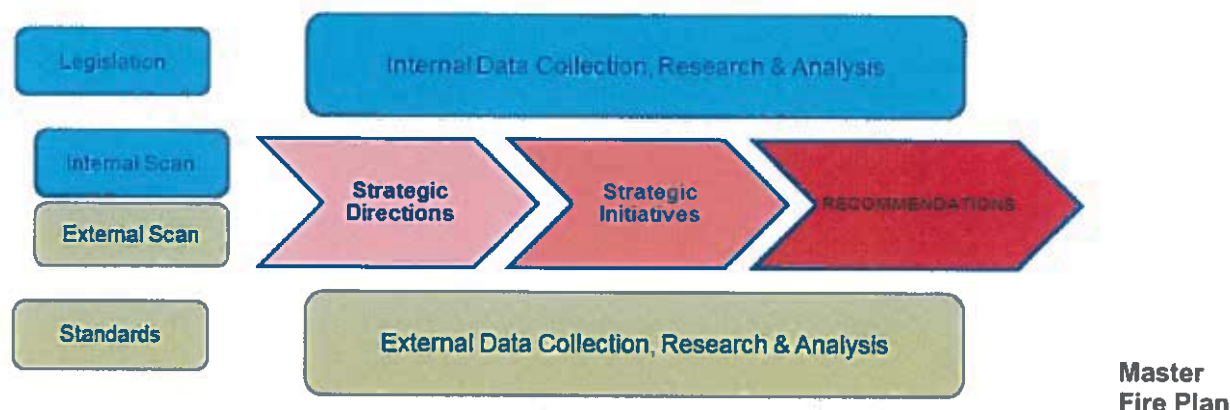 Legislation
Internal Data Collection, Research & Analysis
Internal Scan
Strategic
Directions
Strategic
Initiatives
RECOMMENDATIONS
External Scan
Standards
External Data Collection, Research & Analysis
Master
Fire Plan